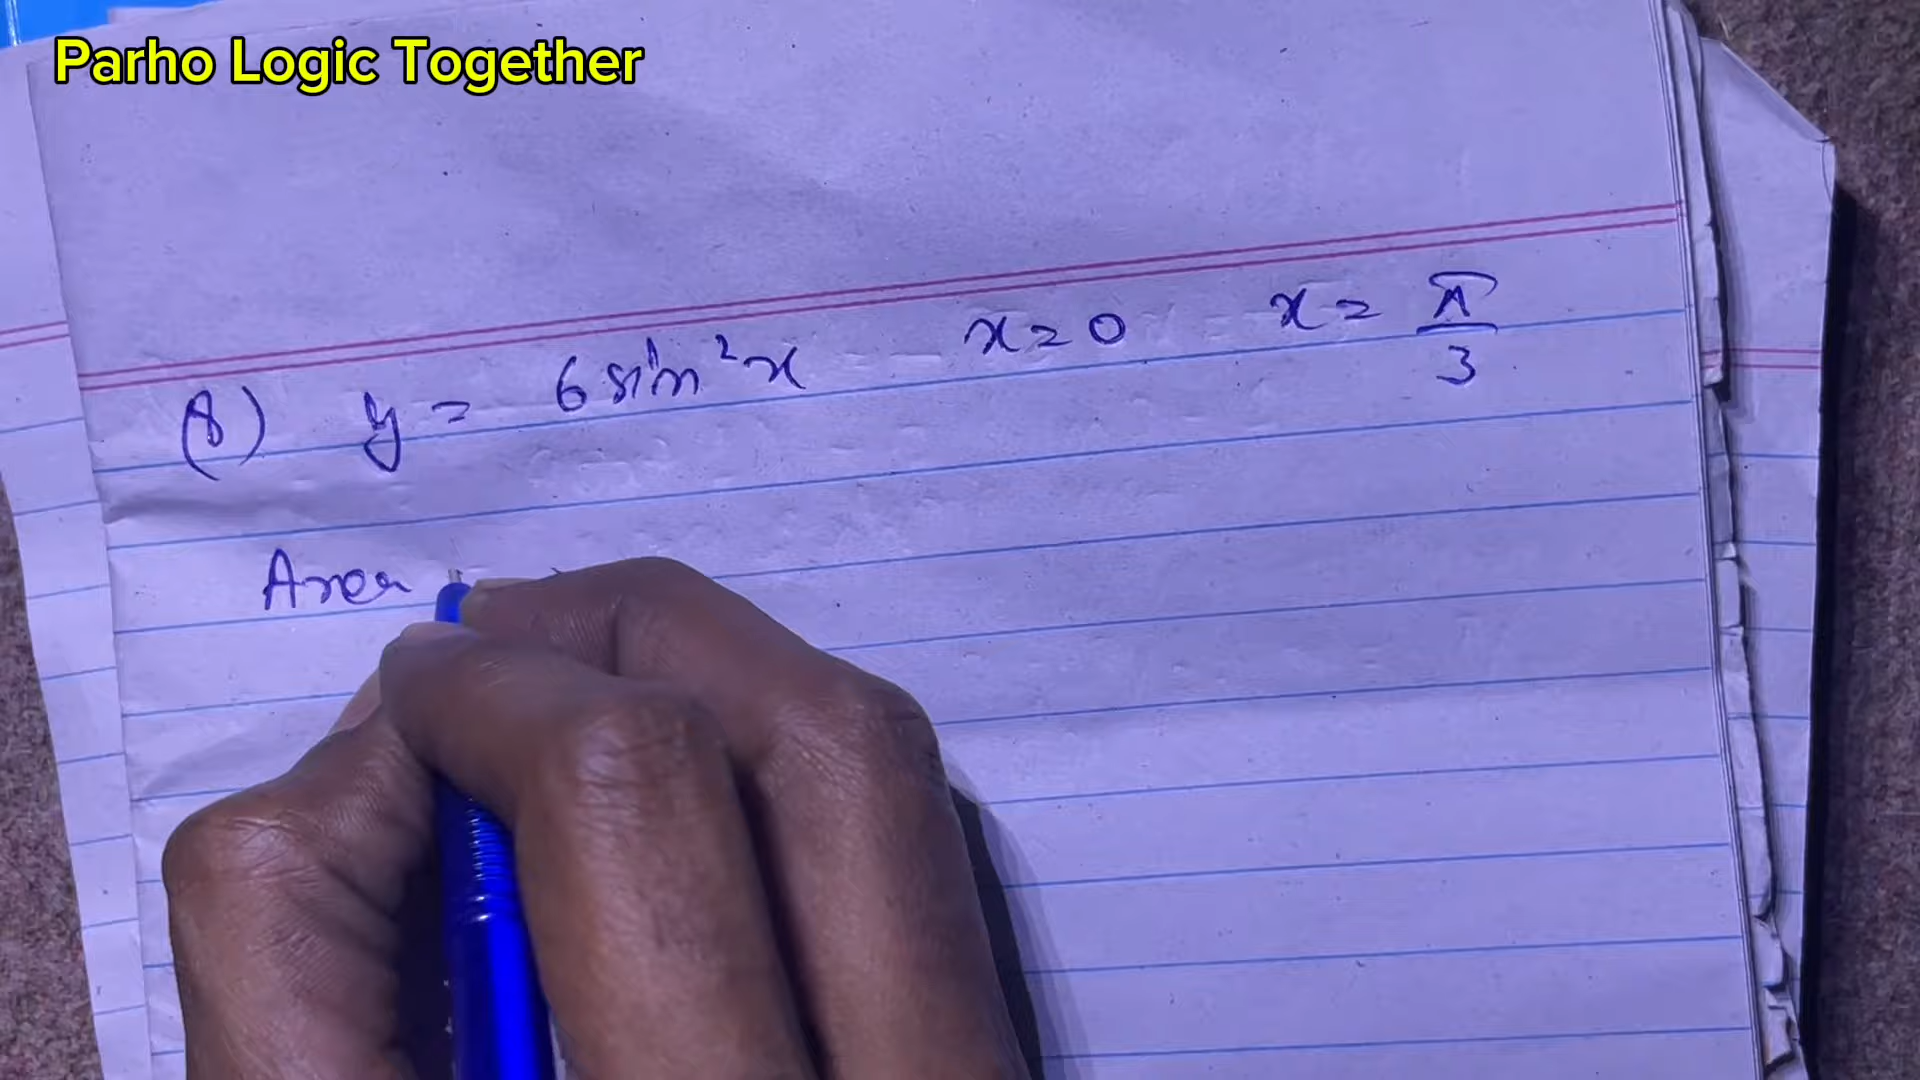 Parho Logic Together
(8) y = 6 sin²x x = 0 x = π/3
Area